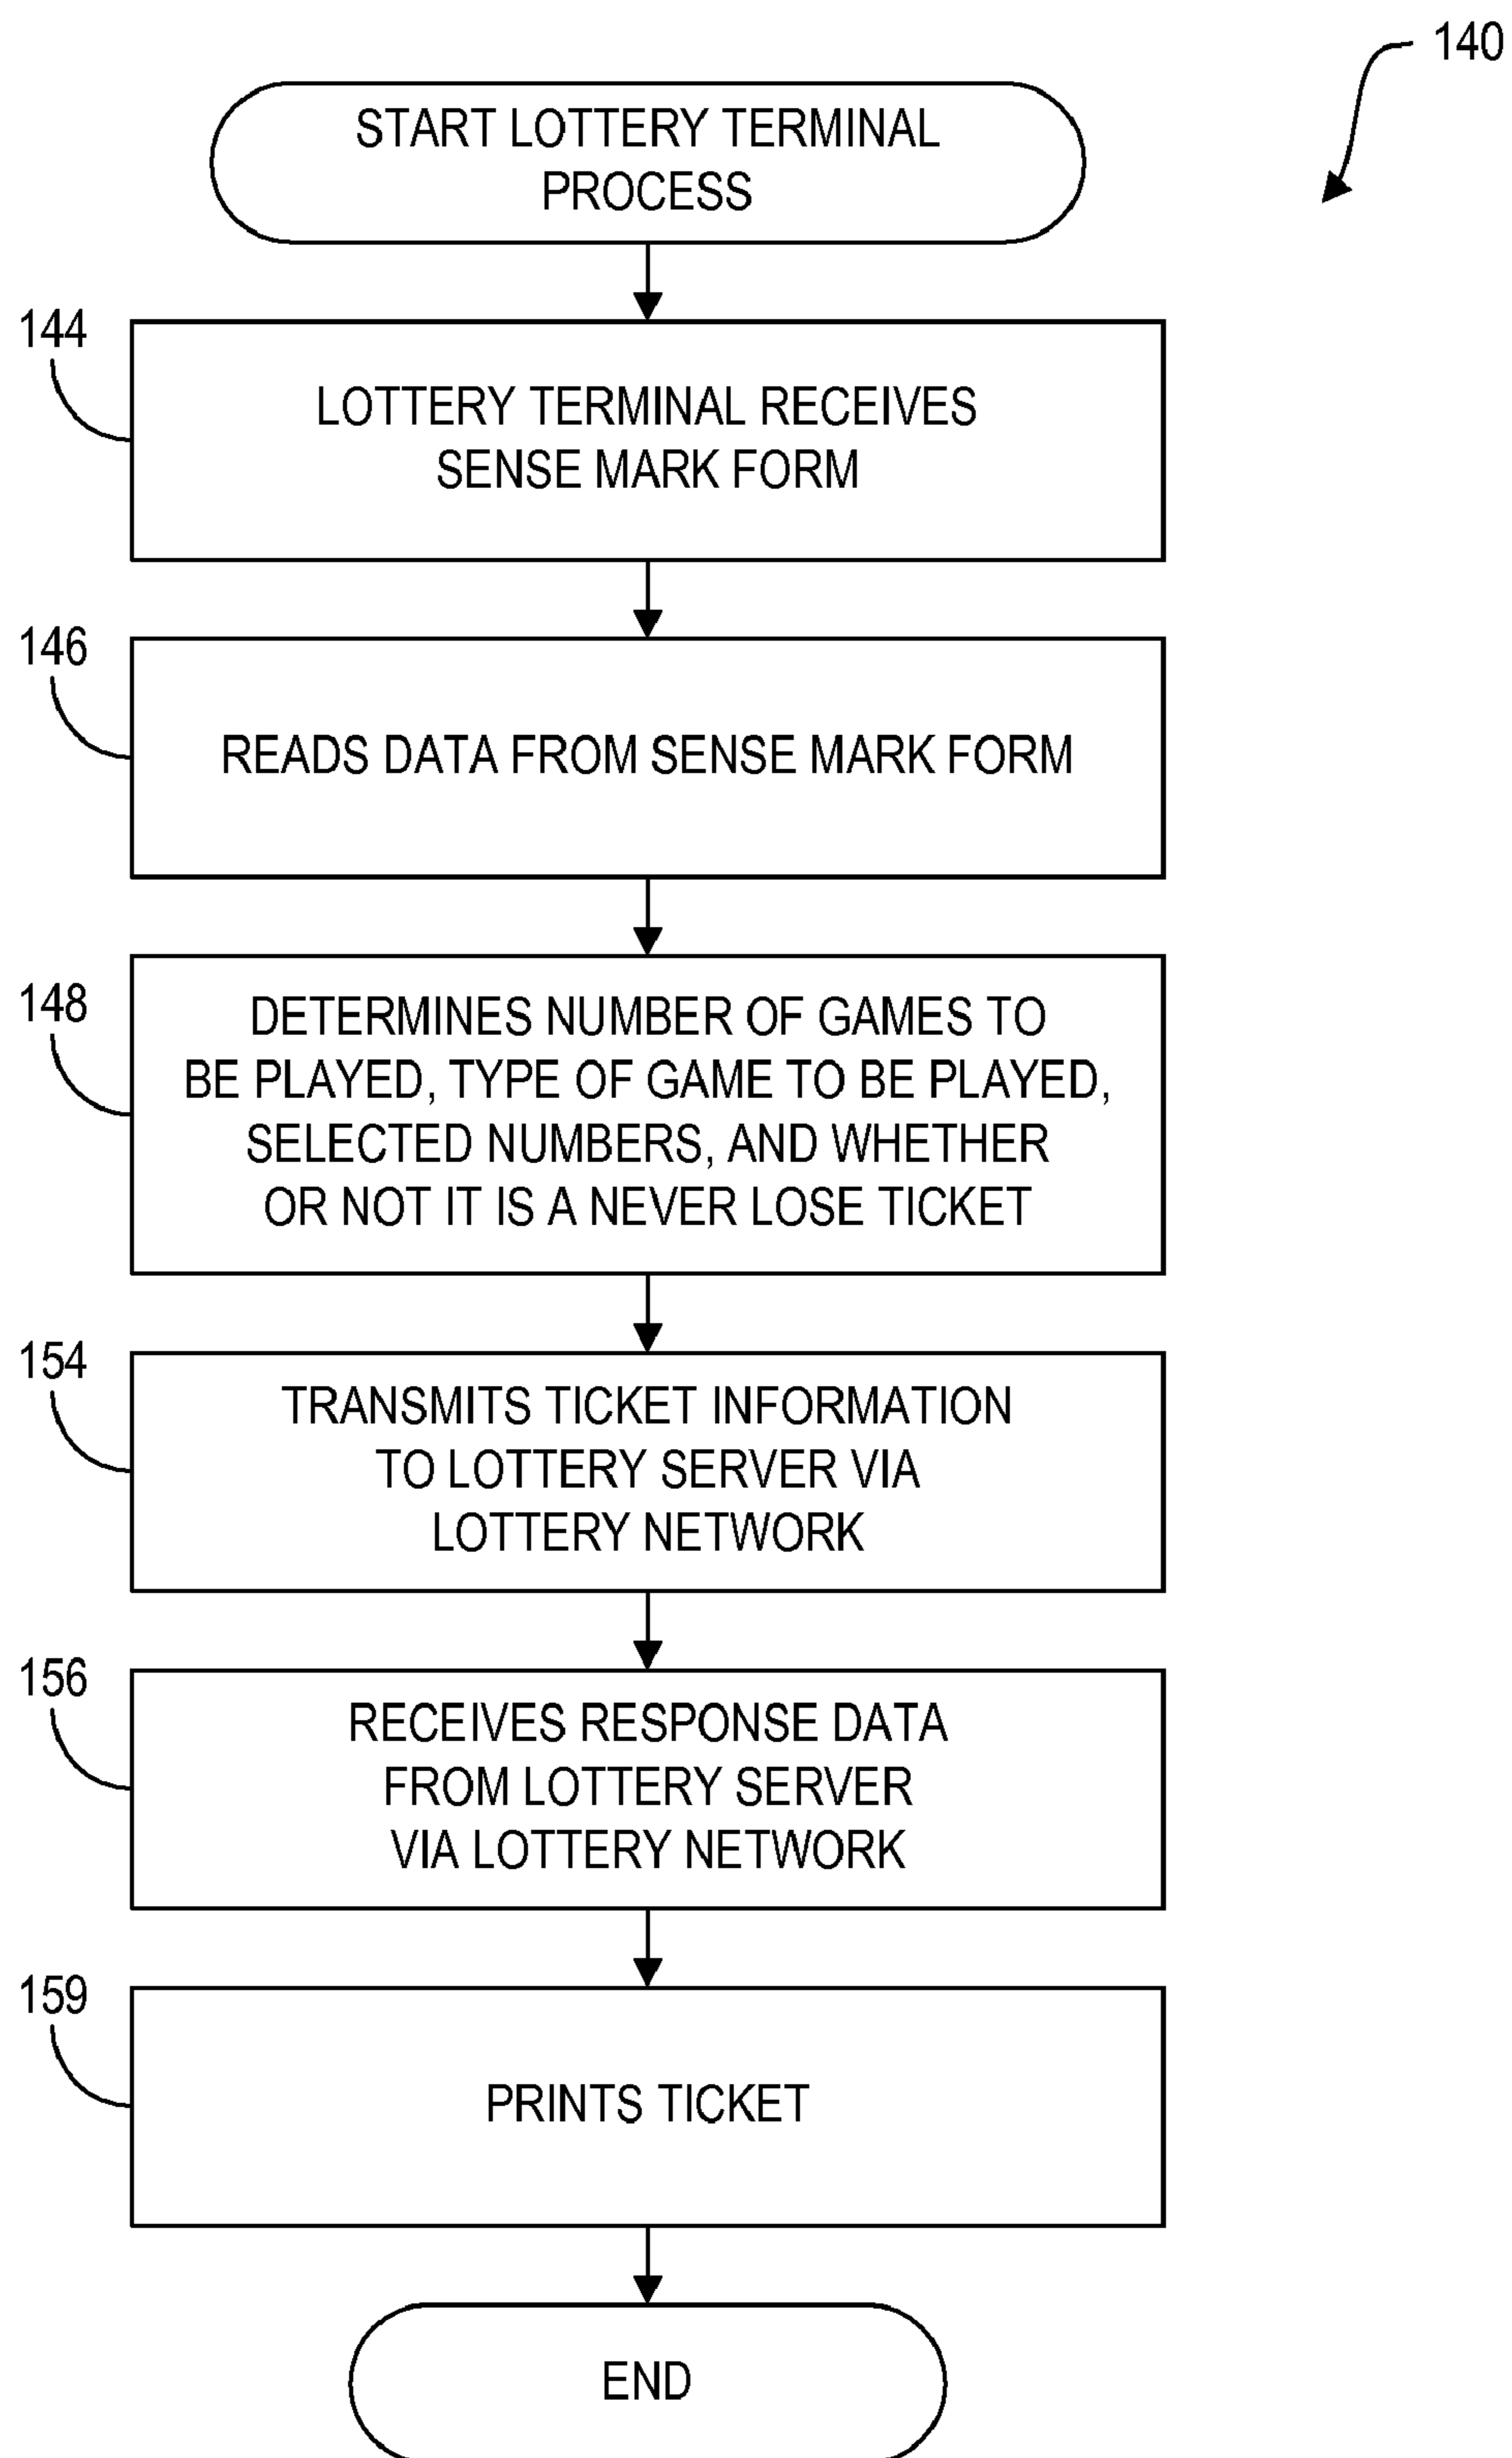 140
START LOTTERY TERMINAL
PROCESS
144
LOTTERY TERMINAL RECEIVES
SENSE MARK FORM
146
READS DATA FROM SENSE MARK FORM
148
DETERMINES NUMBER OF GAMES TO
BE PLAYED, TYPE OF GAME TO BE PLAYED,
SELECTED NUMBERS, AND WHETHER
OR NOT IT IS A NEVER LOSE TICKET
154
TRANSMITS TICKET INFORMATION
TO LOTTERY SERVER VIA
LOTTERY NETWORK
156
RECEIVES RESPONSE DATA
FROM LOTTERY SERVER
VIA LOTTERY NETWORK
159
PRINTS TICKET
END